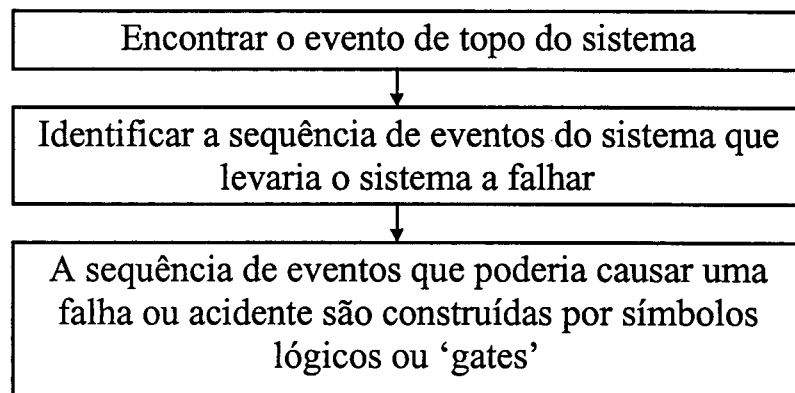 Encontrar o evento de topo do sistema
Identificar a sequência de eventos do sistema que
levaria o sistema a falhar
A sequência de eventos que poderia causar uma
falha ou acidente são construídas por símbolos
lógicos ou ‘gates’